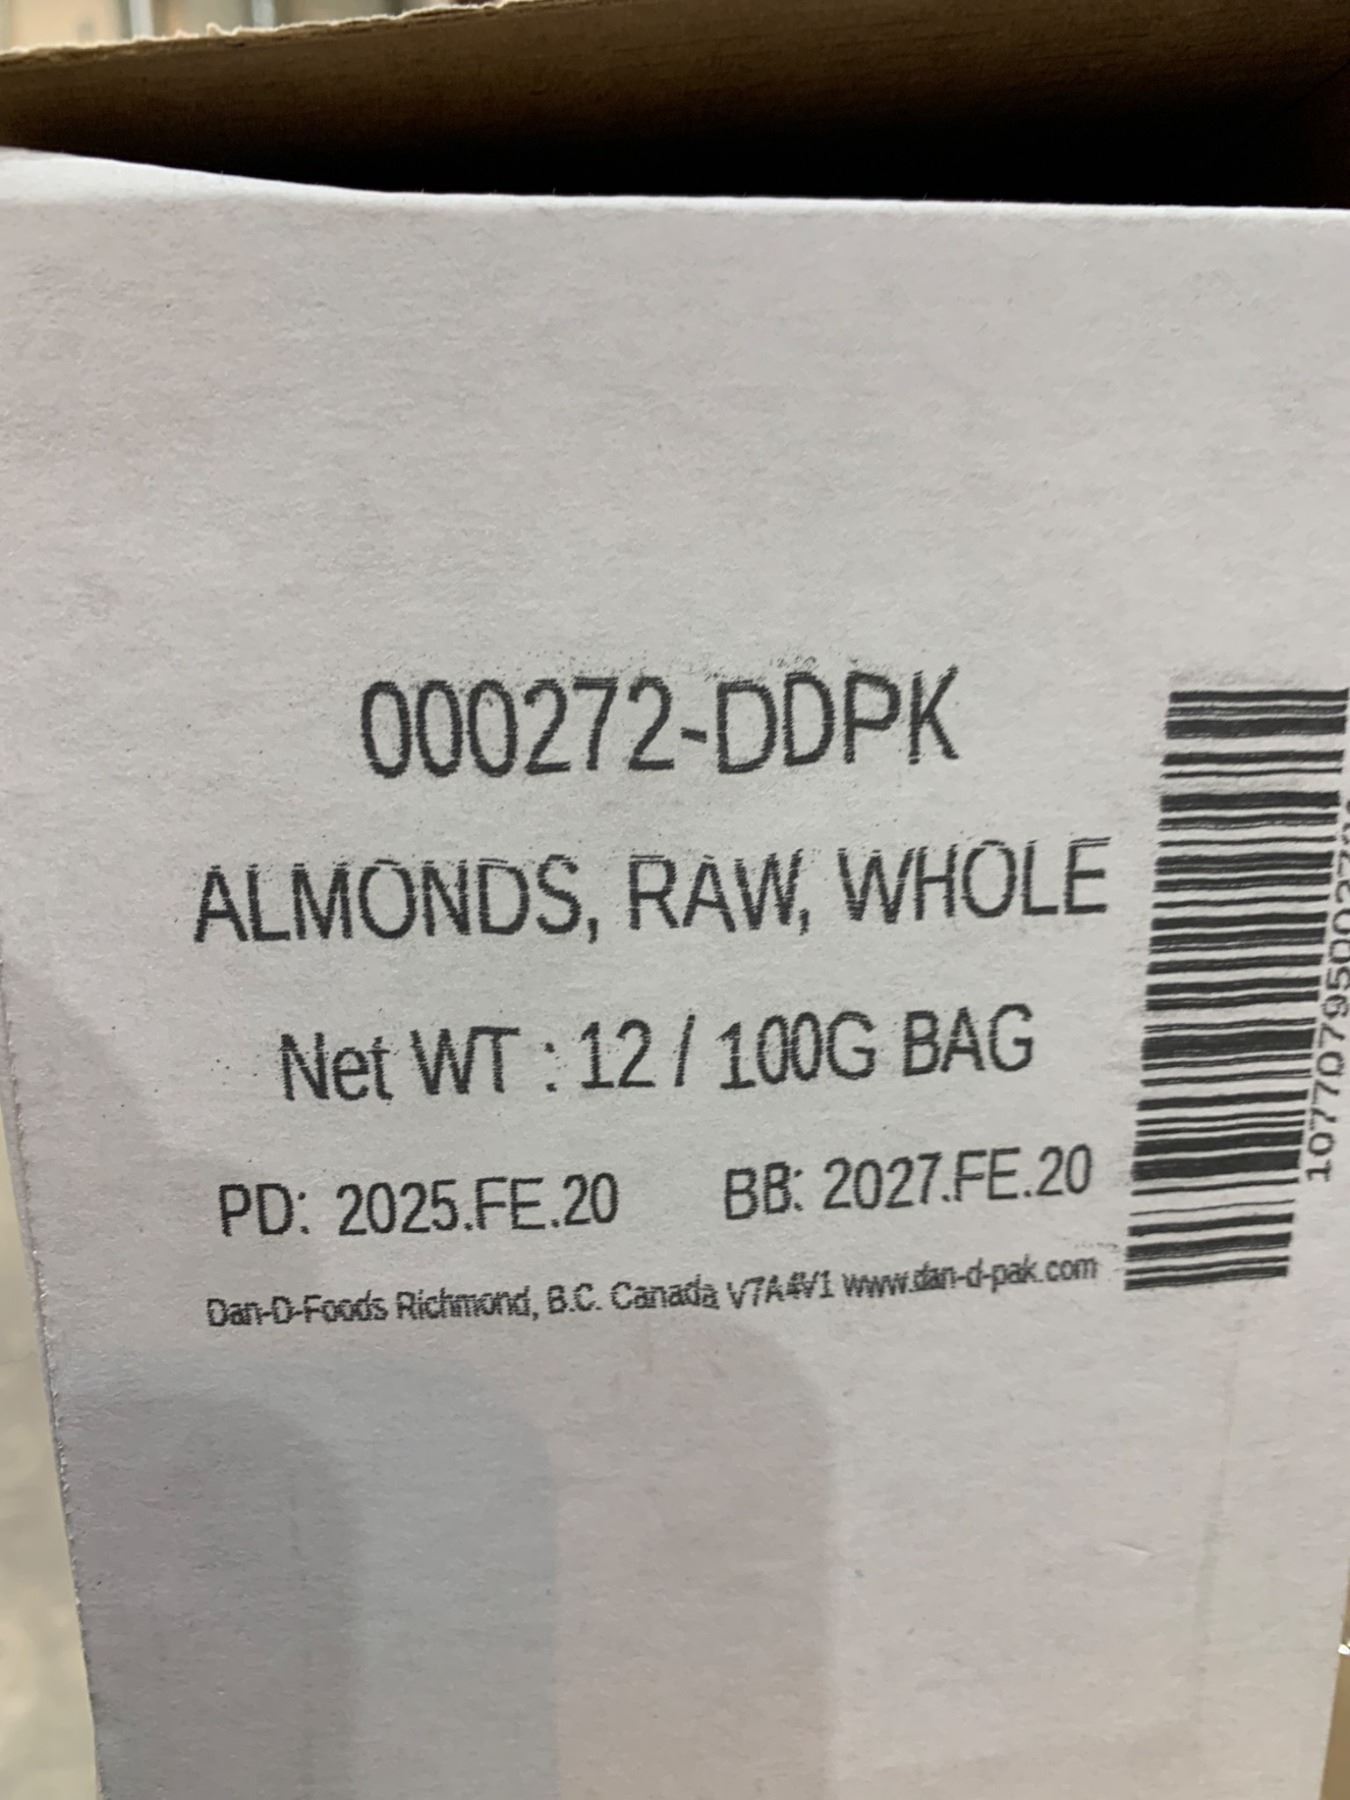 000272-DDPK
ALMONDS, RAW, WHOLE
Net WT : 12 / 100G BAG
PD: 2025.FE.20 BB: 2027.FE.20
Dan-D-Foods Richmond, B.C. Canada V7A4V1 www.dan-d-pak.com